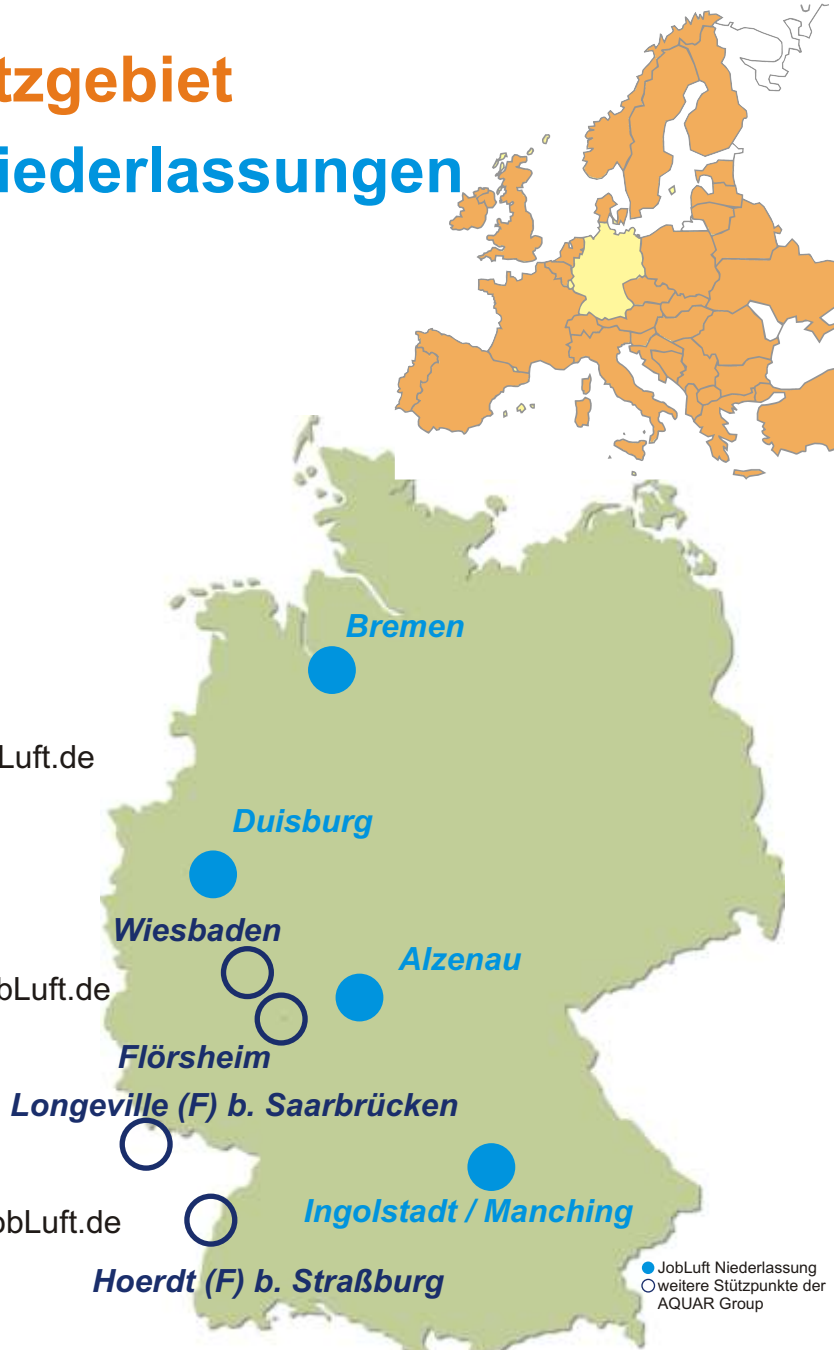 tzgebiet
iederlassungen
Bremen
Luft.de
Duisburg
Wiesbaden
Alzenau
bLuft.de
Flörsheim
Longeville (F) b. Saarbrücken
Ingolstadt / Manching
obLuft.de
Hoerdt (F) b. Straßburg
JobLuft Niederlassung
weitere Stützpunkte der
AQUAR Group